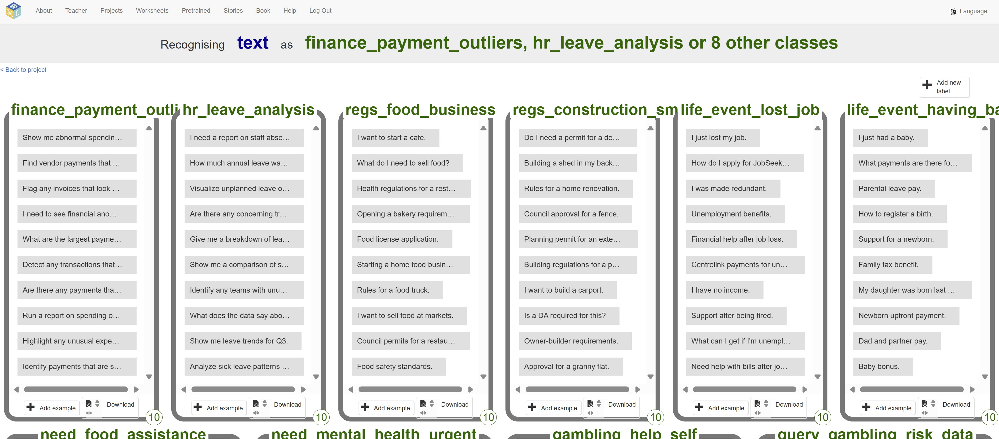 M L
About Teacher Projects Worksheets Pretrained Stories Book Help Log Out Language
Recognising text as finance_payment_outliers, hr_leave_analysis or 8 other classes
< Back to project
Add new
label
finance_payment_outli
Show me abnormal spendin…
Find vendor payments that …
Flag any invoices that look …
I need to see financial ano…
What are the largest payme…
Detect any transactions that…
Are there any payments tha…
Run a report on spending o…
Highlight any unusual expe…
Identify payments that are s…
Add example Download
10
hr_leave_analysis
I need a report on staff abse…
How much annual leave wa…
Visualize unplanned leave o…
Are there any concerning tr…
Give me a breakdown of lea…
Show me a comparison of s…
Identify any teams with unu…
What does the data say abo…
Show me leave trends for Q3.
Analyze sick leave patterns …
Add example Download
10
regs_food_business
I want to start a cafe.
What do I need to sell food?
Health regulations for a rest…
Opening a bakery requirem…
Food license application.
Starting a home food busin…
Rules for a food truck.
I want to sell food at markets.
Council permits for a restau…
Food safety standards.
Add example Download
10
regs_construction_sm
Do I need a permit for a de…
Building a shed in my back…
Rules for a home renovation.
Council approval for a fence.
Planning permit for an exte…
Building regulations for a p…
I want to build a carport.
Is a DA required for this?
Owner-builder requirements.
Approval for a granny flat.
Add example Download
10
life_event_lost_job
I just lost my job.
How do I apply for JobSeek…
I was made redundant.
Unemployment benefits.
Financial help after job loss.
Centrelink payments for un…
I have no income.
Support after being fired.
What can I get if I'm unempl…
Need help with bills after jo…
Add example Download
10
life_event_having_ba
I just had a baby.
What payments are there fo…
Parental leave pay.
How to register a birth.
Support for a newborn.
Family tax benefit.
My daughter was born last …
Newborn upfront payment.
Dad and partner pay.
Baby bonus.
Add example Download
10
need_food_assistance
need_mental_health_urgent
gambling_help_self
query_gambling_risk_data